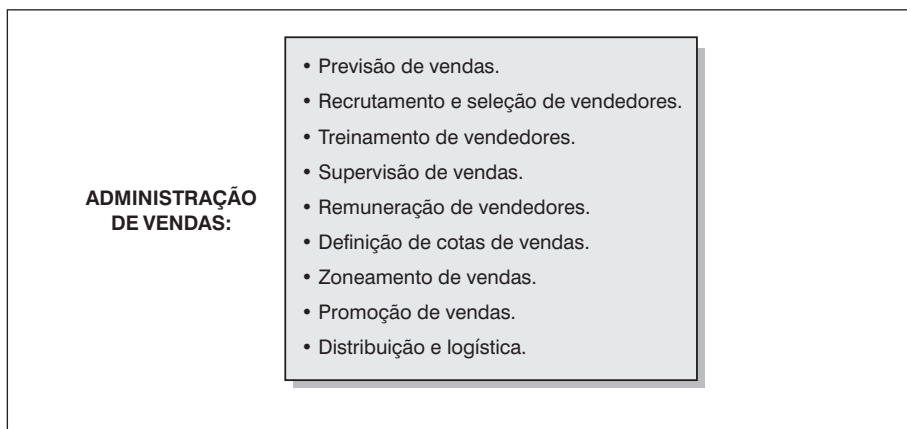 ADMINISTRAÇÃO
DE VENDAS:
• Previsão de vendas.
• Recrutamento e seleção de vendedores.
• Treinamento de vendedores.
• Supervisão de vendas.
• Remuneração de vendedores.
• Definição de cotas de vendas.
• Zoneamento de vendas.
• Promoção de vendas.
• Distribuição e logística.